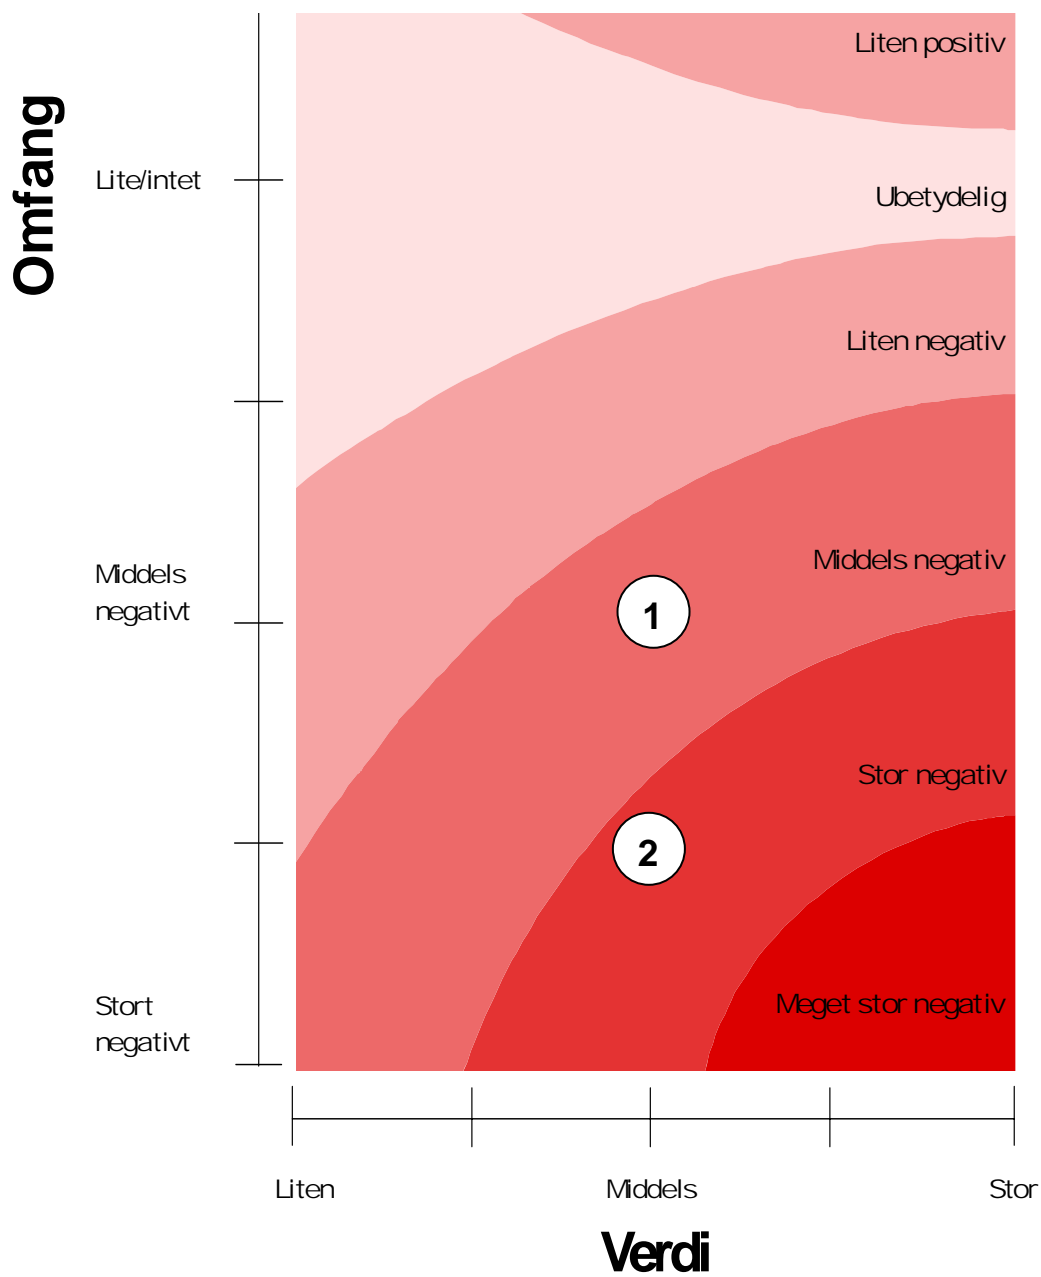 Omfang
Liten positiv
Lite/intet
Ubetydelig
Liten negativ
Middels negativ
Middels
negativt
1
Stor negativ
2
Meget stor negativ
Stort
negativt
Liten
Middels
Stor
Verdi